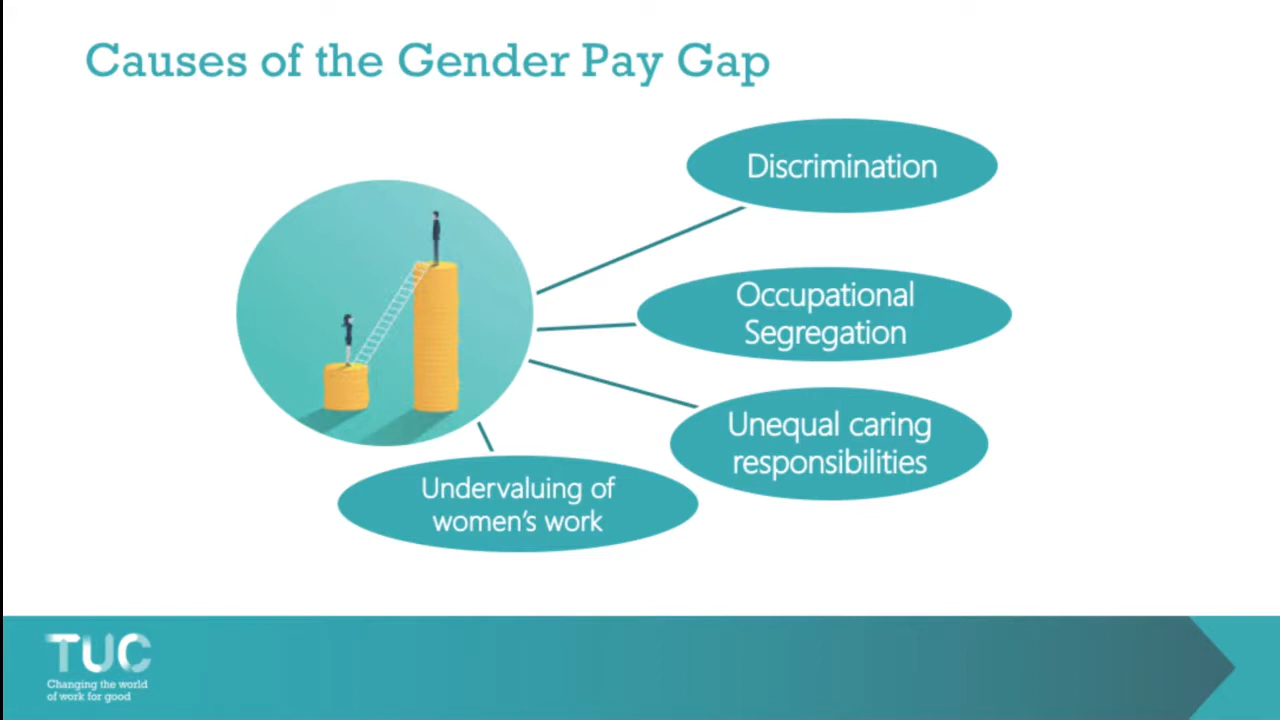 Causes of the Gender Pay Gap
Discrimination
Occupational
Segregation
Unequal caring
responsibilities
Undervaluing of
women's work
TUC
Changing the world
of work for good